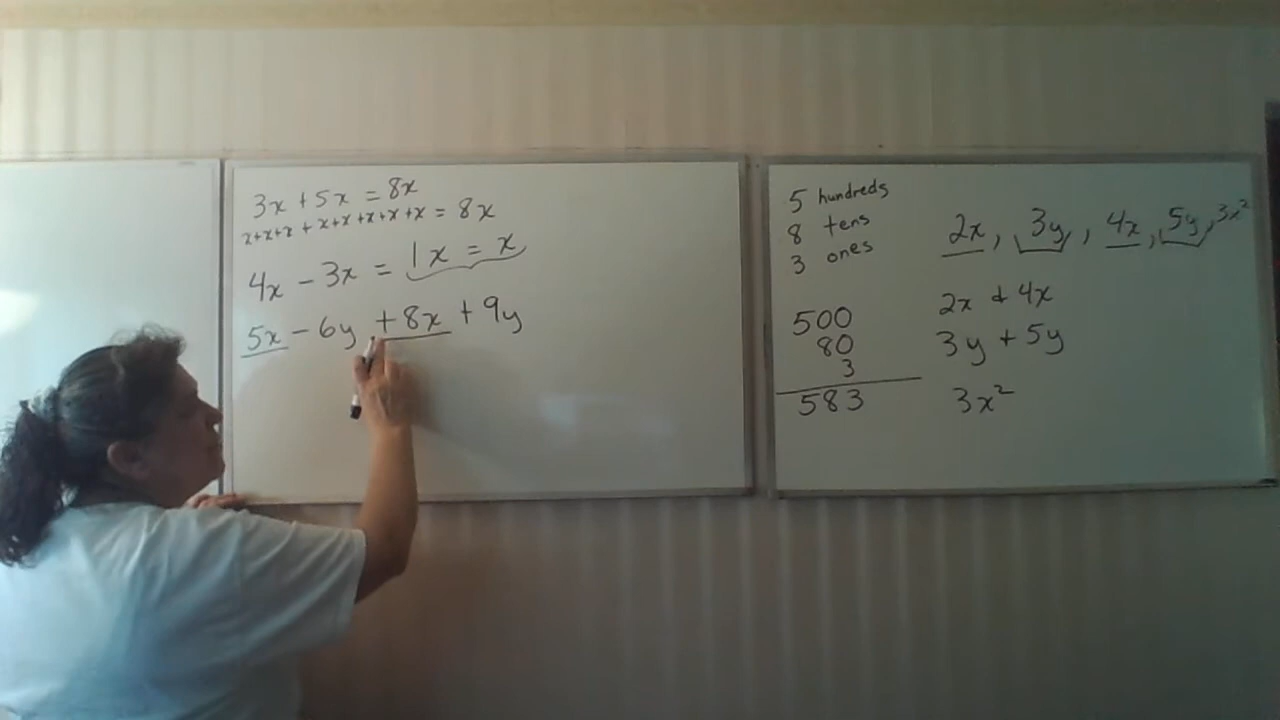 3x + 5x = 8x
x+x+x + x+x+x+x+x = 8x
4x - 3x = 1x = x
5x - 6y + 8x + 9y
5 hundreds
8 tens
3 ones
500
80
3
583
2x, 3y, 4x, 5y, 3x²
2x + 4x
3y + 5y
3x²